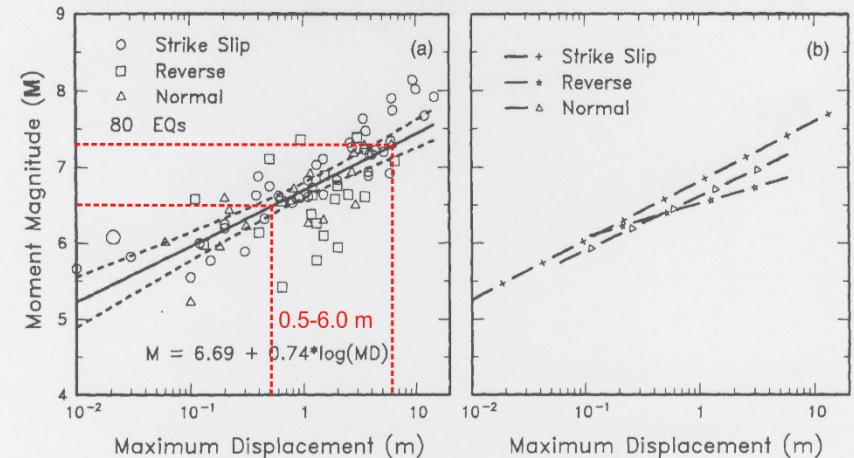 9
8
7
6
5
4
Moment Magnitude (M)
(a)
Strike Slip
Reverse
Normal
80 EQs
0.5-6.0 m
M = 6.69 + 0.74*log(MD)
10⁻² 10⁻¹ 1 10
Maximum Displacement (m)
(b)
Strike Slip
Reverse
Normal
10⁻² 10⁻¹ 1 10
Maximum Displacement (m)